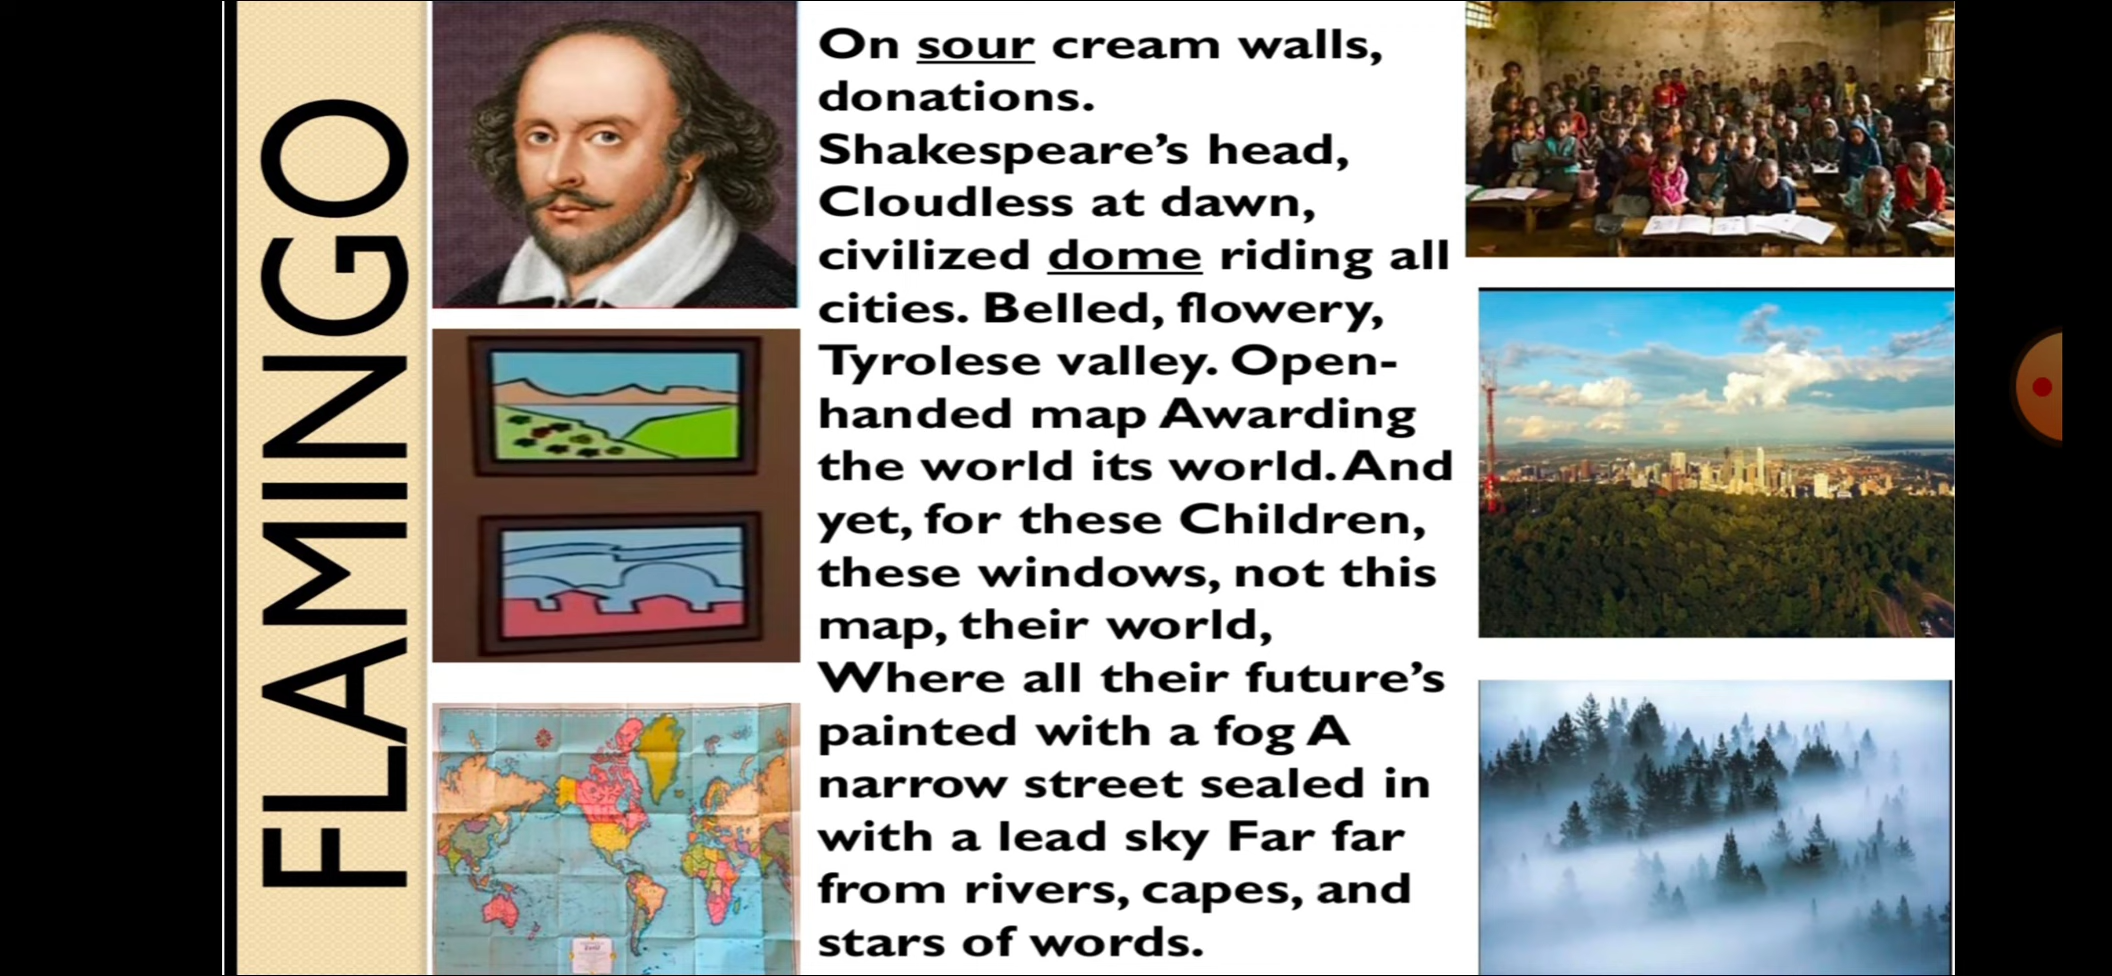 FLAMINGO
On sour cream walls,
donations.
Shakespeare’s head,
Cloudless at dawn,
civilized dome riding all
cities. Belled, flowery,
Tyrolese valley. Open-
handed map Awarding
the world its world. And
yet, for these Children,
these windows, not this
map, their world,
Where all their future’s
painted with a fog A
narrow street sealed in
with a lead sky Far far
from rivers, capes, and
stars of words.